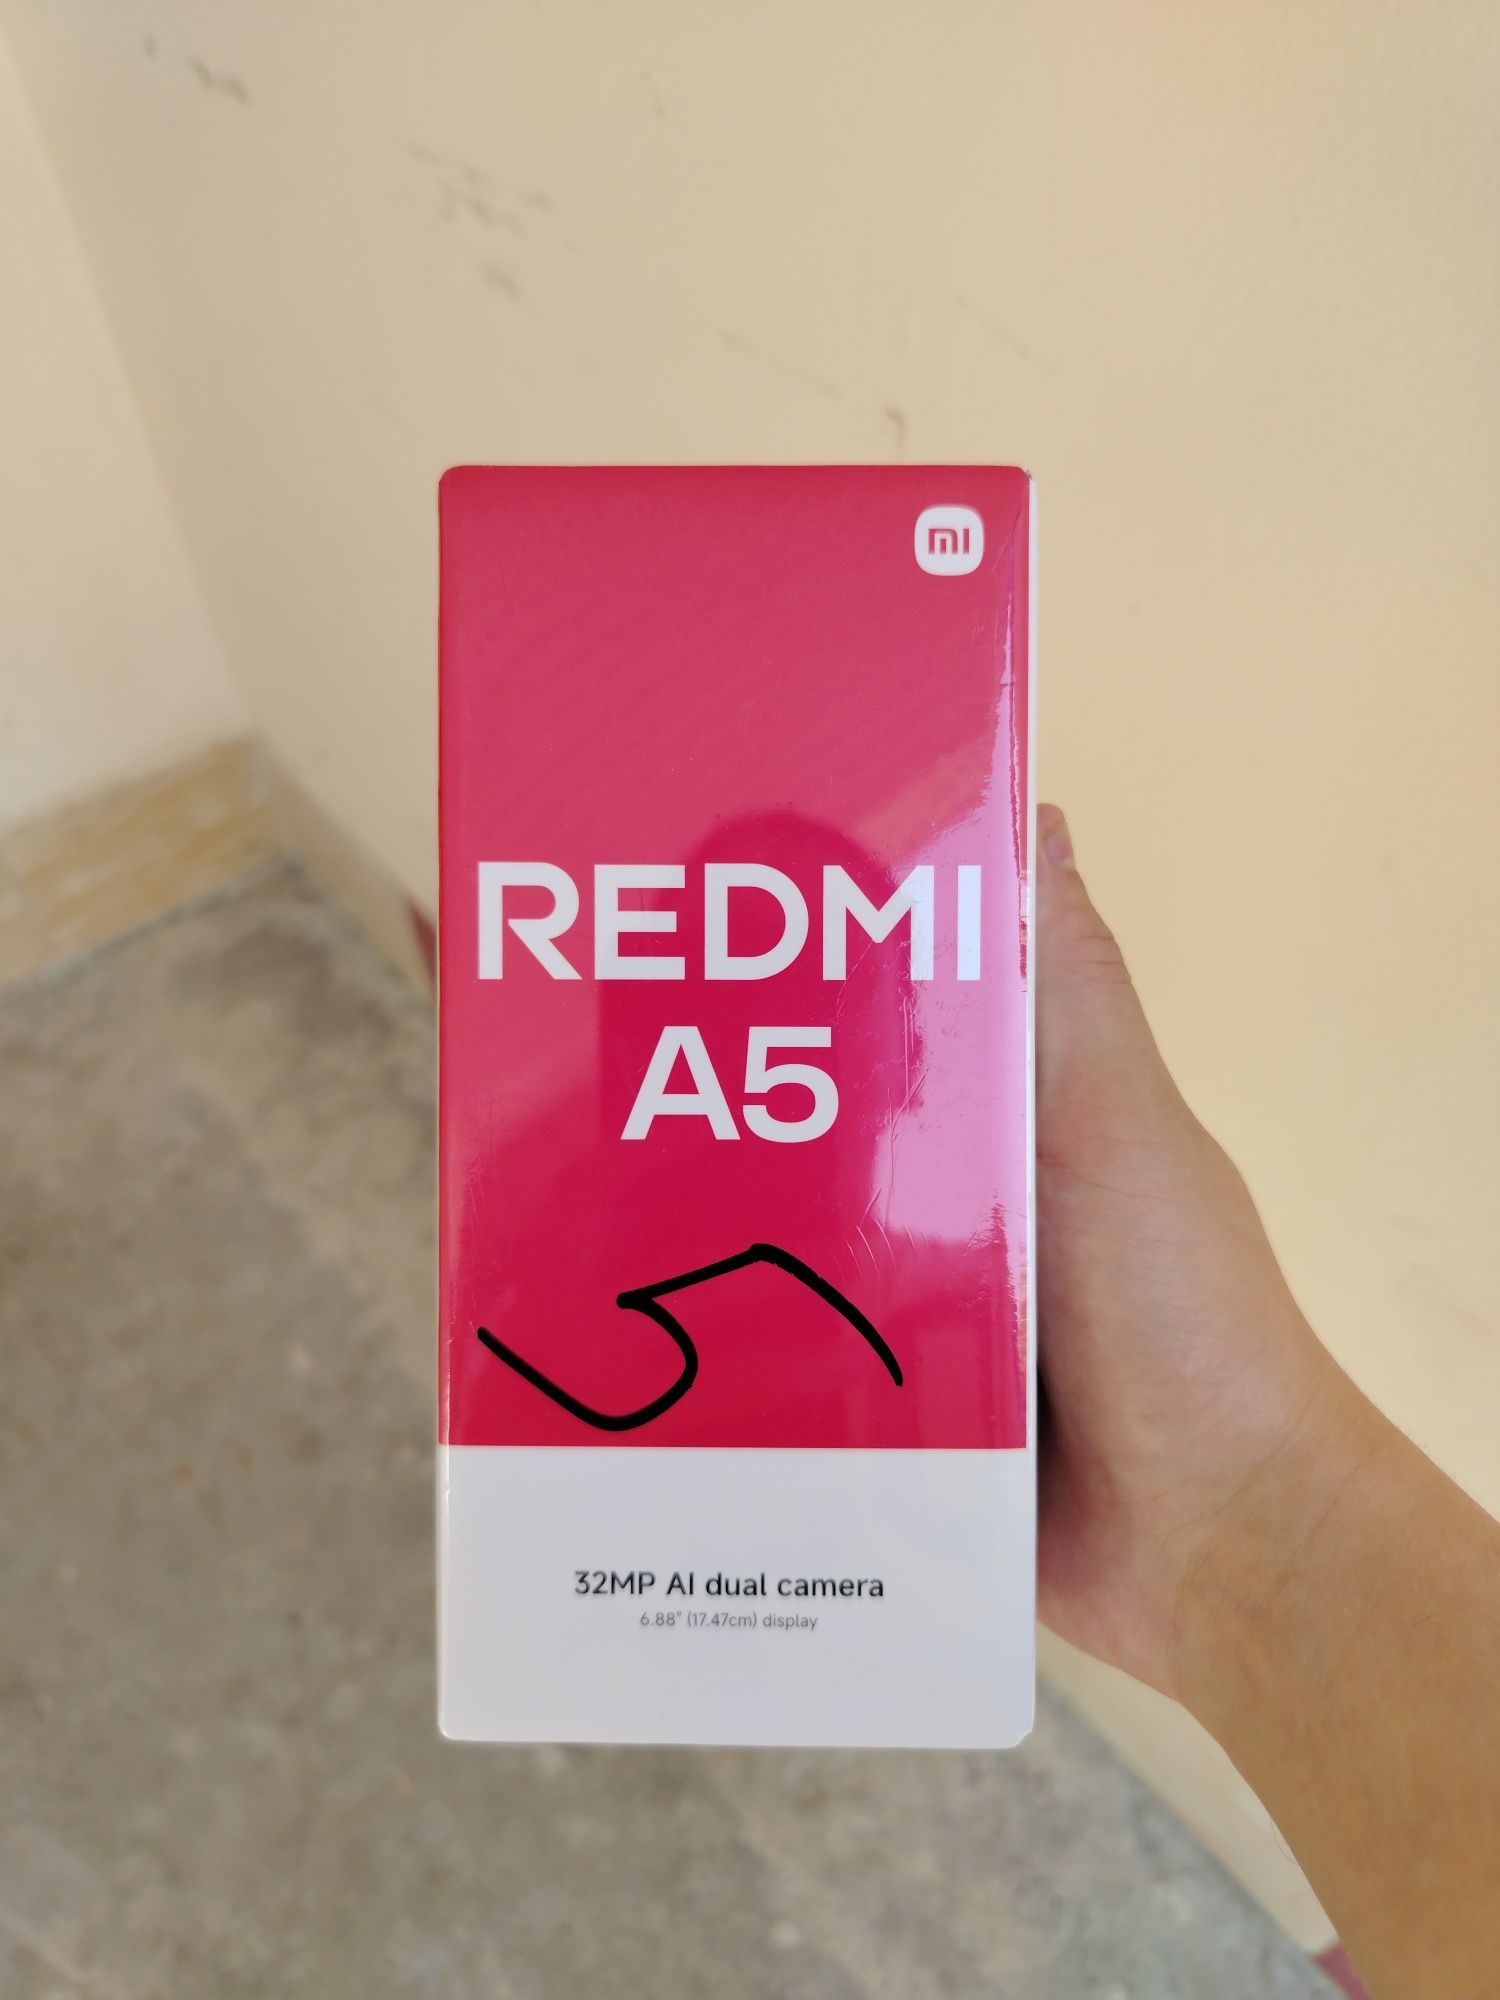 mi
REDMI
A5
32MP AI dual camera
6.88" (17.47cm) display